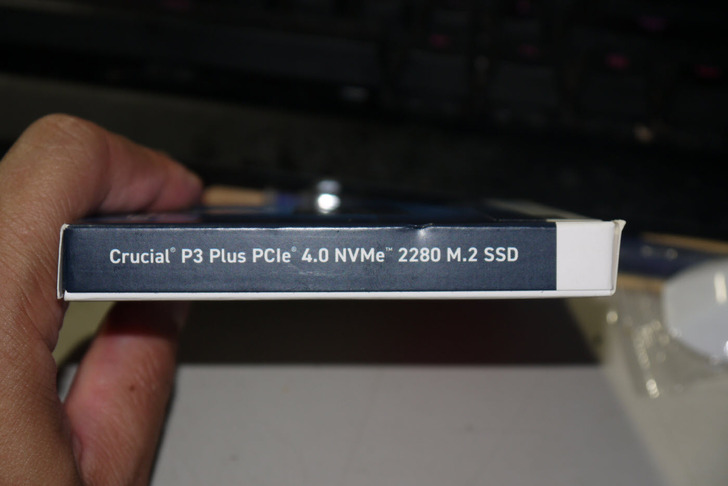 Crucial® P3 Plus PCIe® 4.0 NVMe™ 2280 M.2 SSD